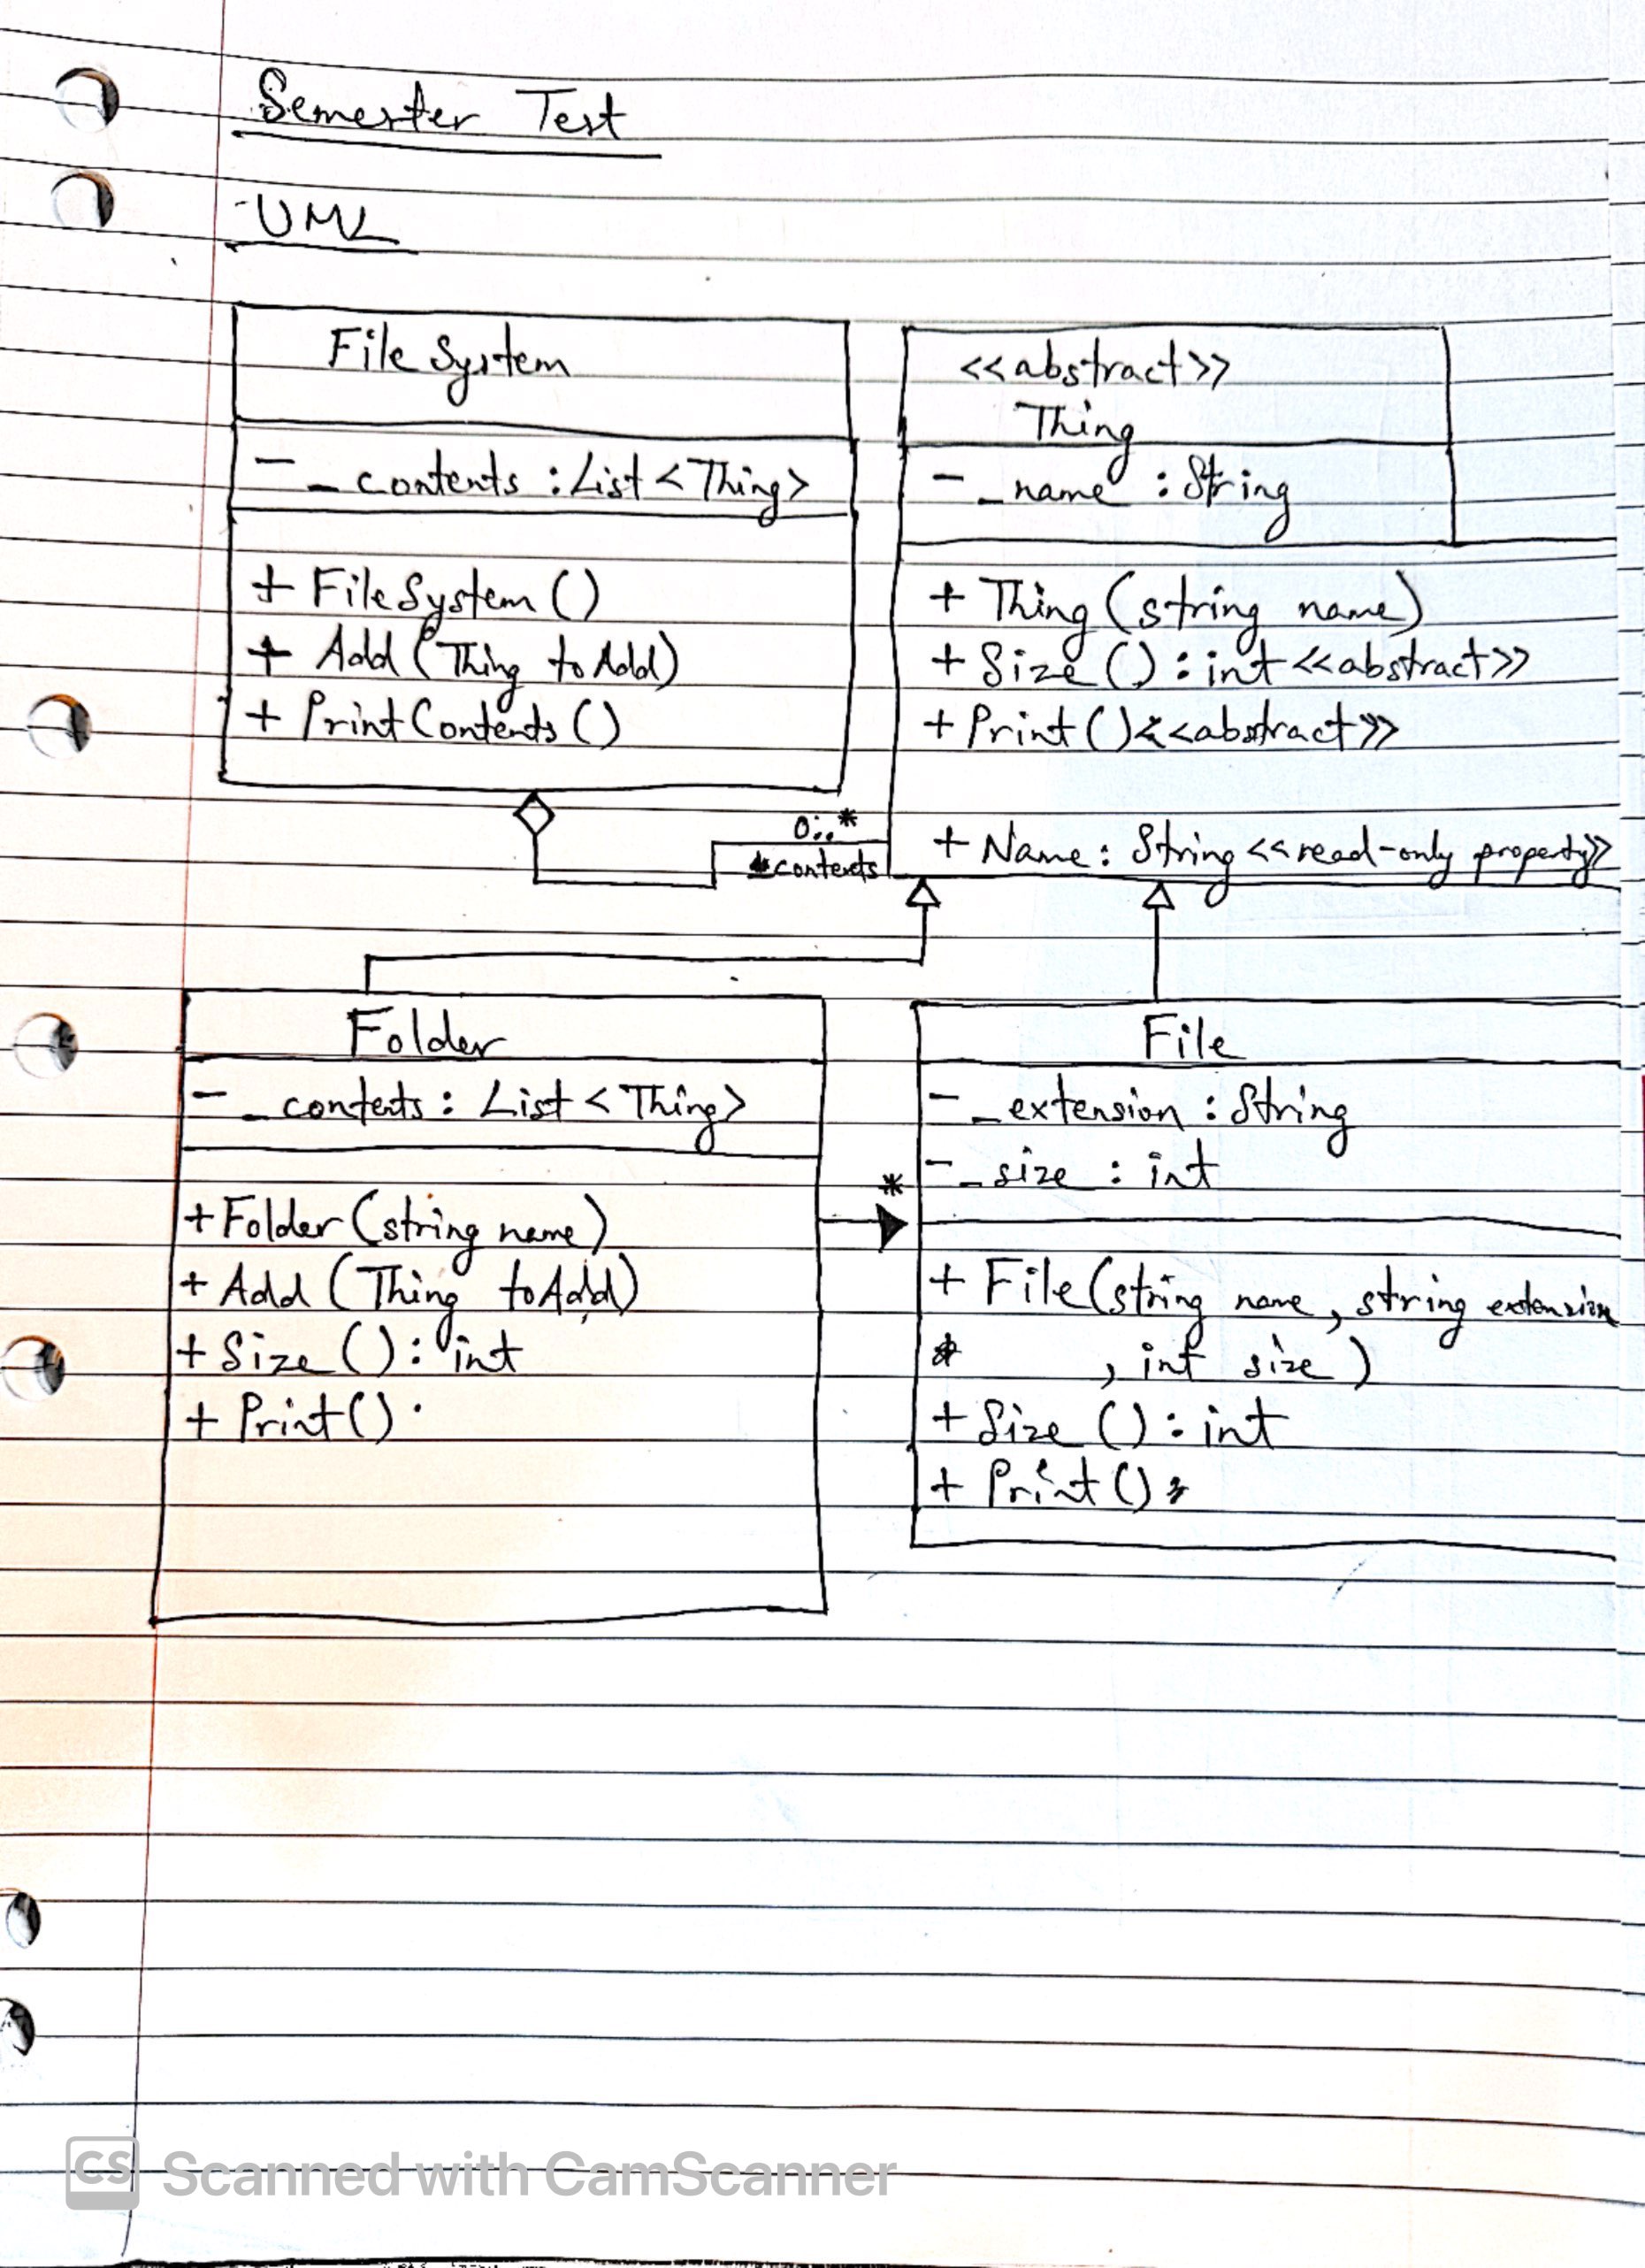 Semester Test
UML
File System
- _contents : List <Thing>
+ FileSystem ()
+ Add (Thing toAdd)
+ PrintContents ()
<<abstract>>
Thing
- _name : String
+ Thing (string name)
+ Size () : int <<abstract>>
+ Print () <<abstract>>
+ Name : String <<read-only property>>
0..*
contents
Folder
- _contents : List <Thing>
+ Folder (string name)
+ Add (Thing toAdd)
+ Size () : int
+ Print ()
*
File
- _extension : String
- _size : int
+ File (string name, string extension
, int size )
+ Size () : int
+ Print ()
CS Scanned with CamScanner